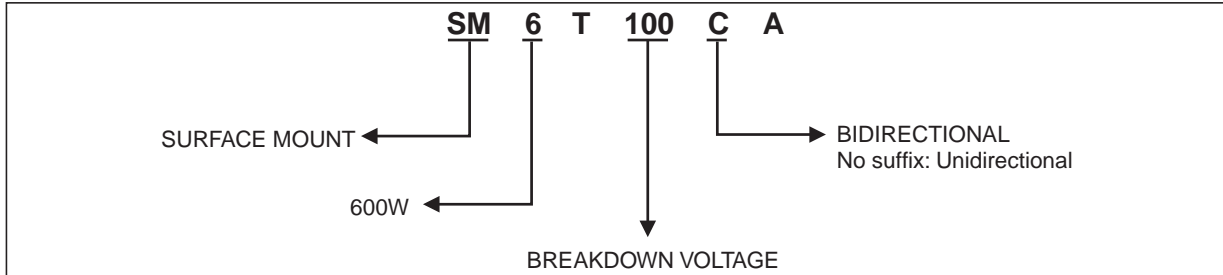 SM 6 T 100 C A
SURFACE MOUNT
BIDIRECTIONAL
No suffix: Unidirectional
600W
BREAKDOWN VOLTAGE